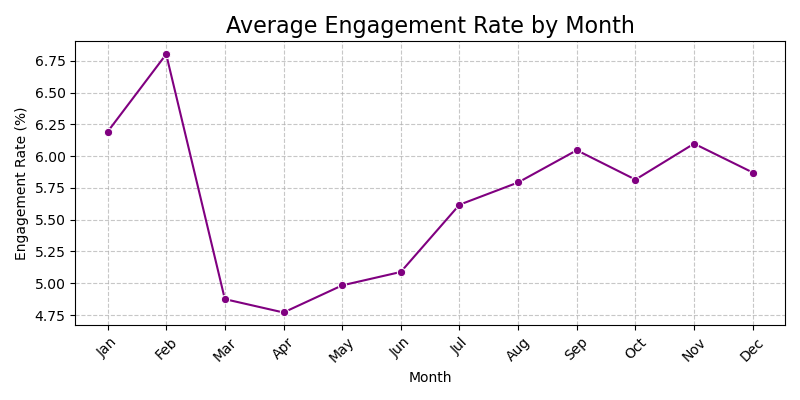 Average Engagement Rate by Month
Engagement Rate (%)
6.75
6.50
6.25
6.00
5.75
5.50
5.25
5.00
4.75
Jan
Feb
Mar
Apr
May
Jun
Jul
Aug
Sep
Oct
Nov
Dec
Month